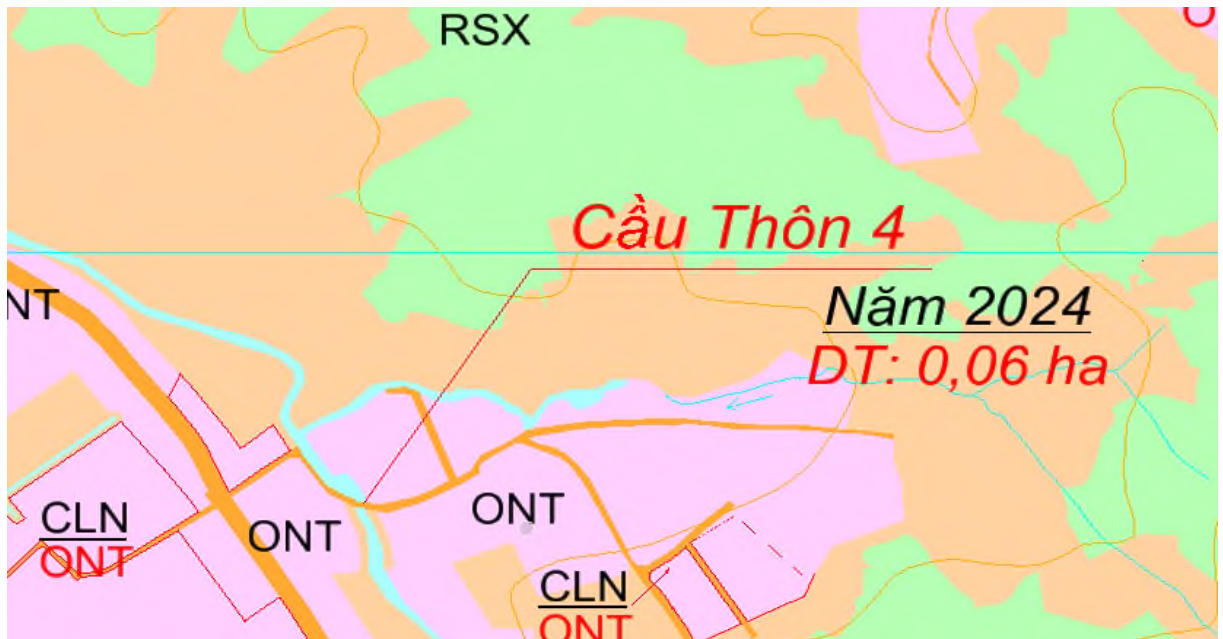 RSX
Cầu Thôn 4
Năm 2024
DT: 0,06 ha
NT
ONT
ONT
CLN
ONT
CLN
ONT